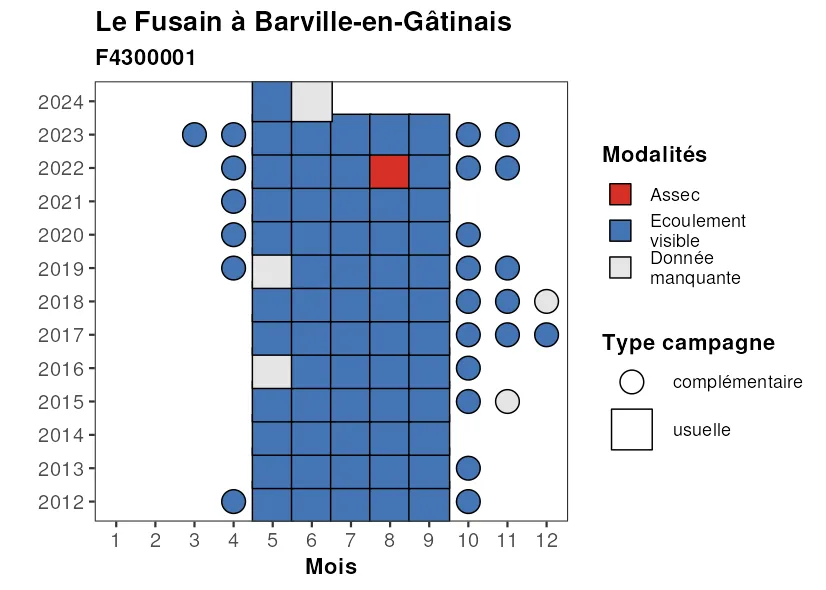 Le Fusain à Barville-en-Gâtinais
F4300001
2024
2023
2022
2021
2020
2019
2018
2017
2016
2015
2014
2013
2012
1 2 3 4 5 6 7 8 9 10 11 12
Mois
Modalités
Assec
Ecoulement
visible
Donnée
manquante
Type campagne
complémentaire
usuelle